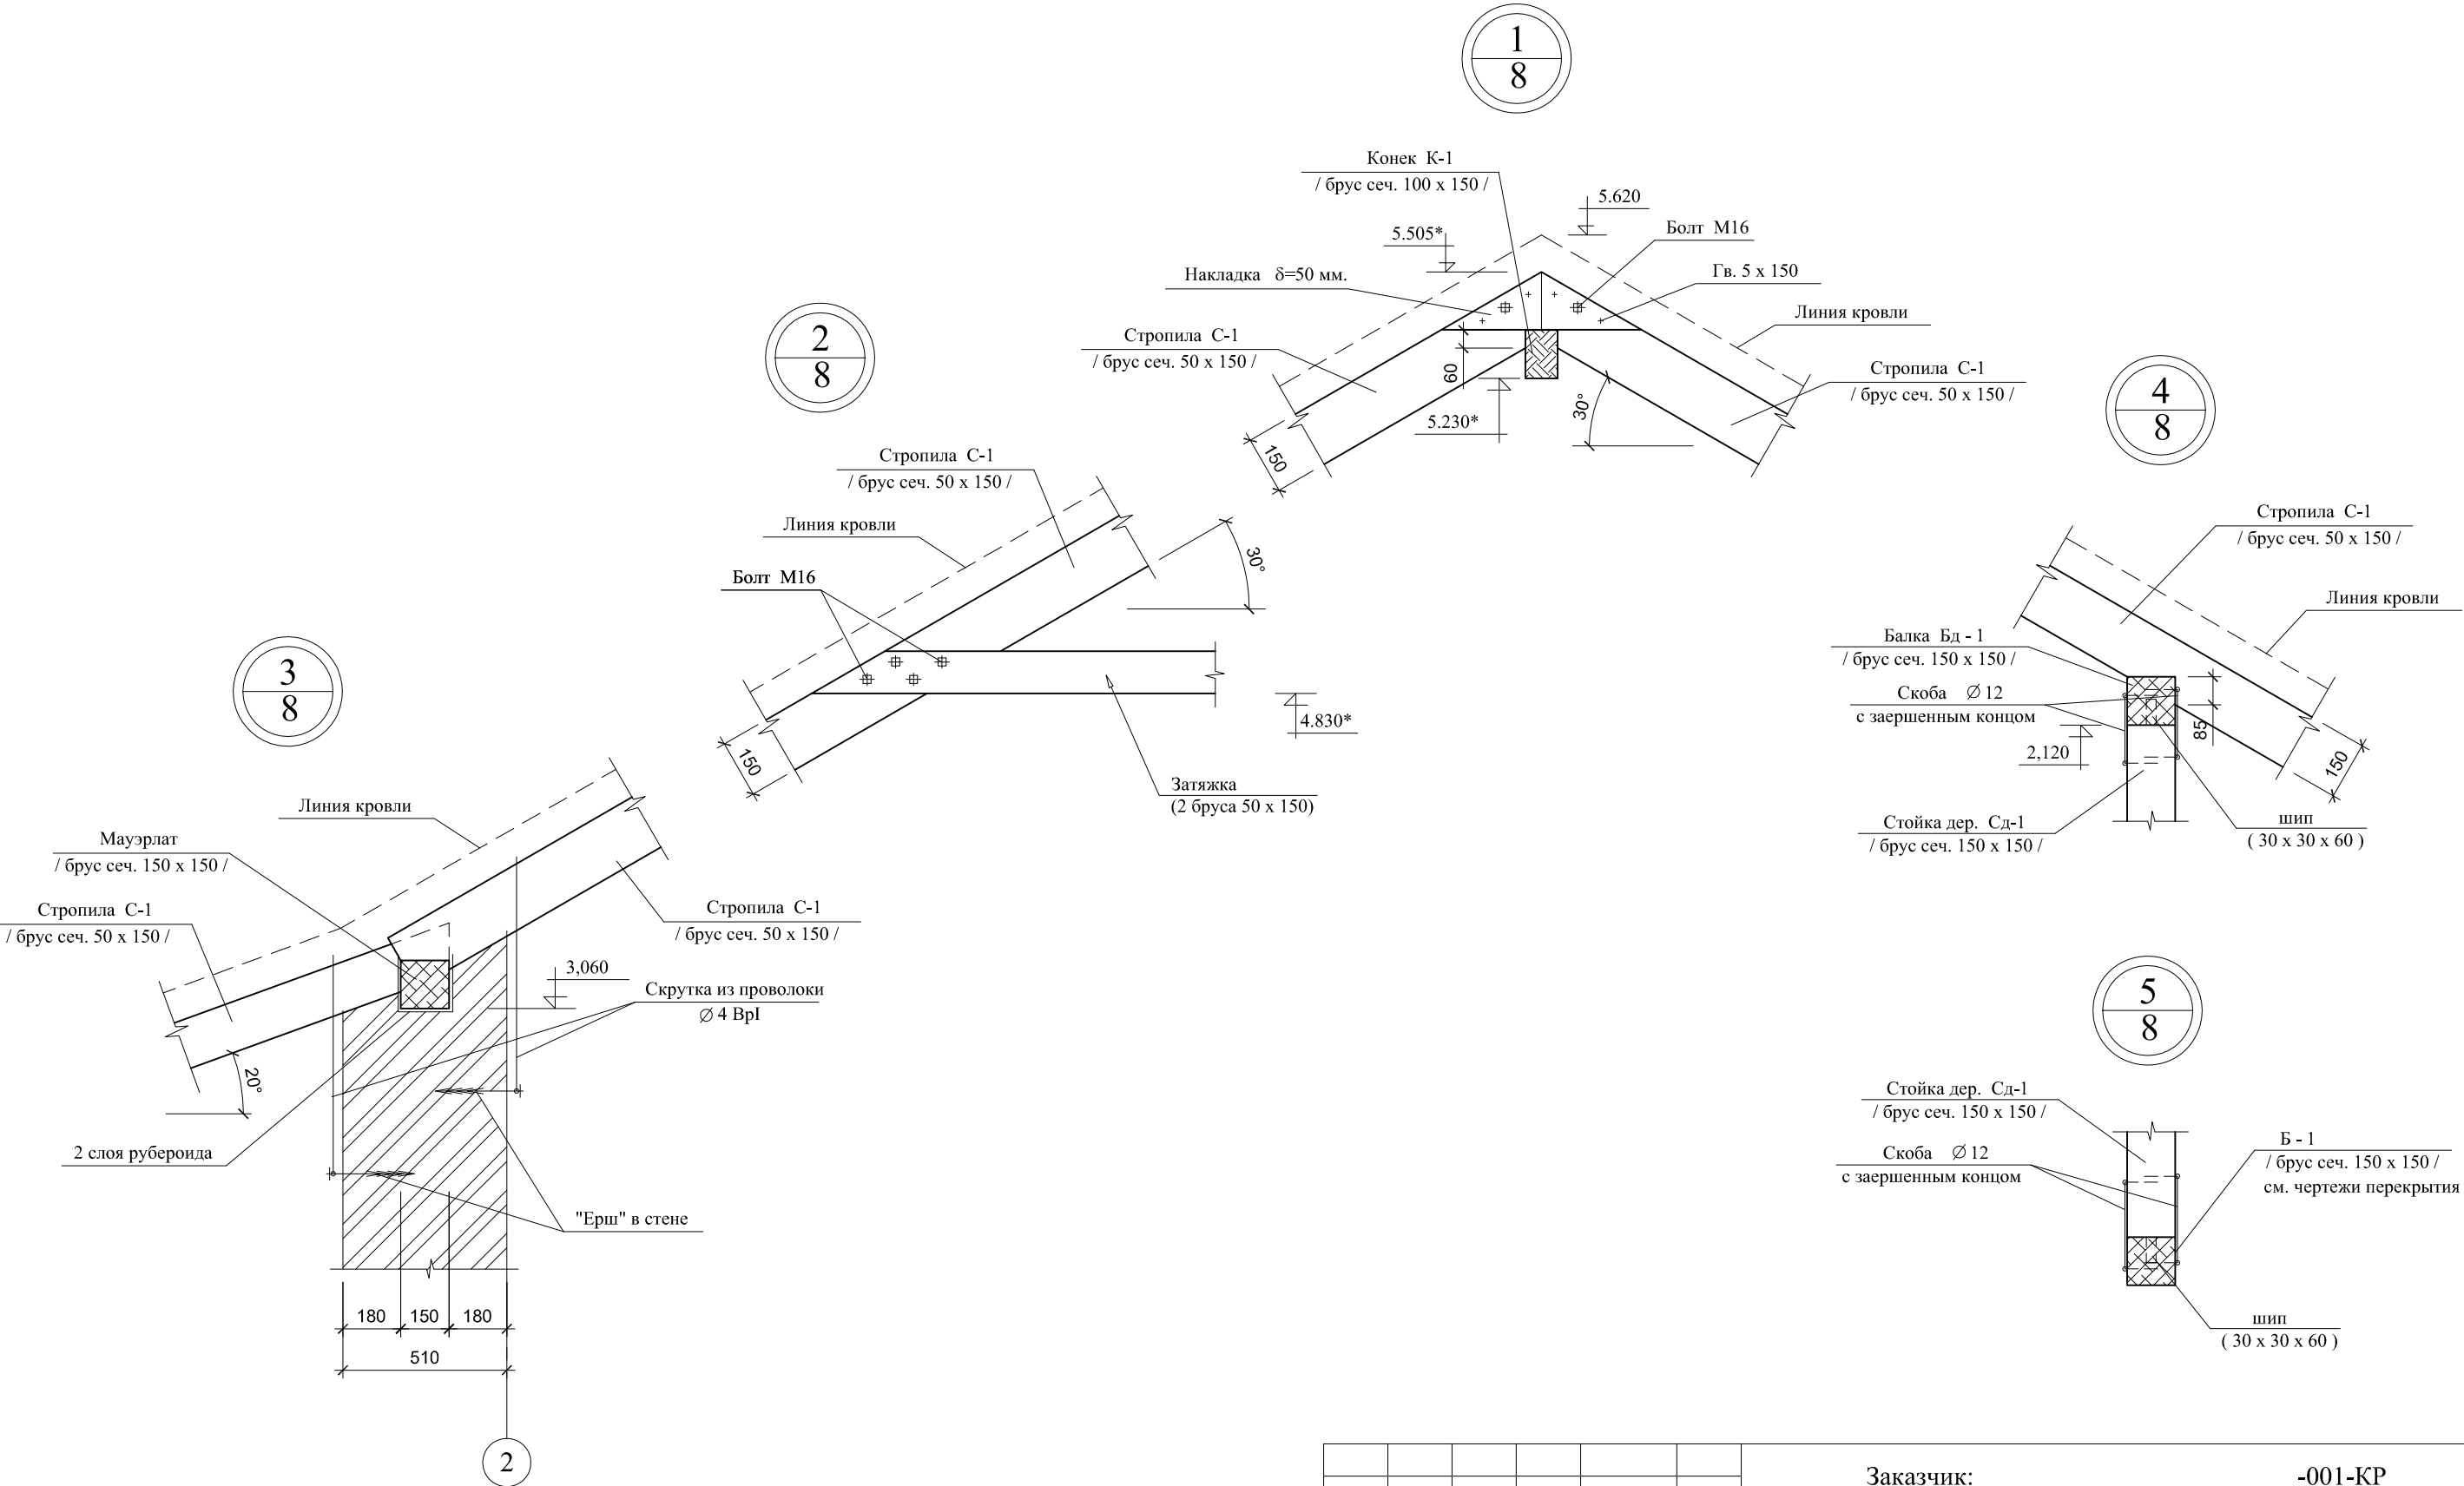 1
8
Конек К-1
/ брус сеч. 100 х 150 /
5.620
5.505*
Болт М16
Накладка δ=50 мм.
Гв. 5 х 150
Линия кровли
Стропила С-1
/ брус сеч. 50 х 150 /
60
Стропила С-1
/ брус сеч. 50 х 150 /
30°
5.230*
150
2
8
Стропила С-1
/ брус сеч. 50 х 150 /
Линия кровли
Болт М16
30°
4.830*
150
Затяжка
(2 бруса 50 х 150)
3
8
Линия кровли
Мауэрлат
/ брус сеч. 150 х 150 /
Стропила С-1
/ брус сеч. 50 х 150 /
Стропила С-1
/ брус сеч. 50 х 150 /
3,060
Скрутка из проволоки
∅ 4 ВрI
20°
2 слоя рубероида
"Ерш" в стене
180
150
180
510
2
4
8
Стропила С-1
/ брус сеч. 50 х 150 /
Линия кровли
Балка Бд - 1
/ брус сеч. 150 х 150 /
Скоба ∅ 12
с заершенным концом
85
2,120
150
Стойка дер. Сд-1
/ брус сеч. 150 х 150 /
шип
( 30 х 30 х 60 )
5
8
Стойка дер. Сд-1
/ брус сеч. 150 х 150 /
Скоба ∅ 12
с заершенным концом
Б - 1
/ брус сеч. 150 х 150 /
см. чертежи перекрытия
шип
( 30 х 30 х 60 )
Заказчик:
-001-КР